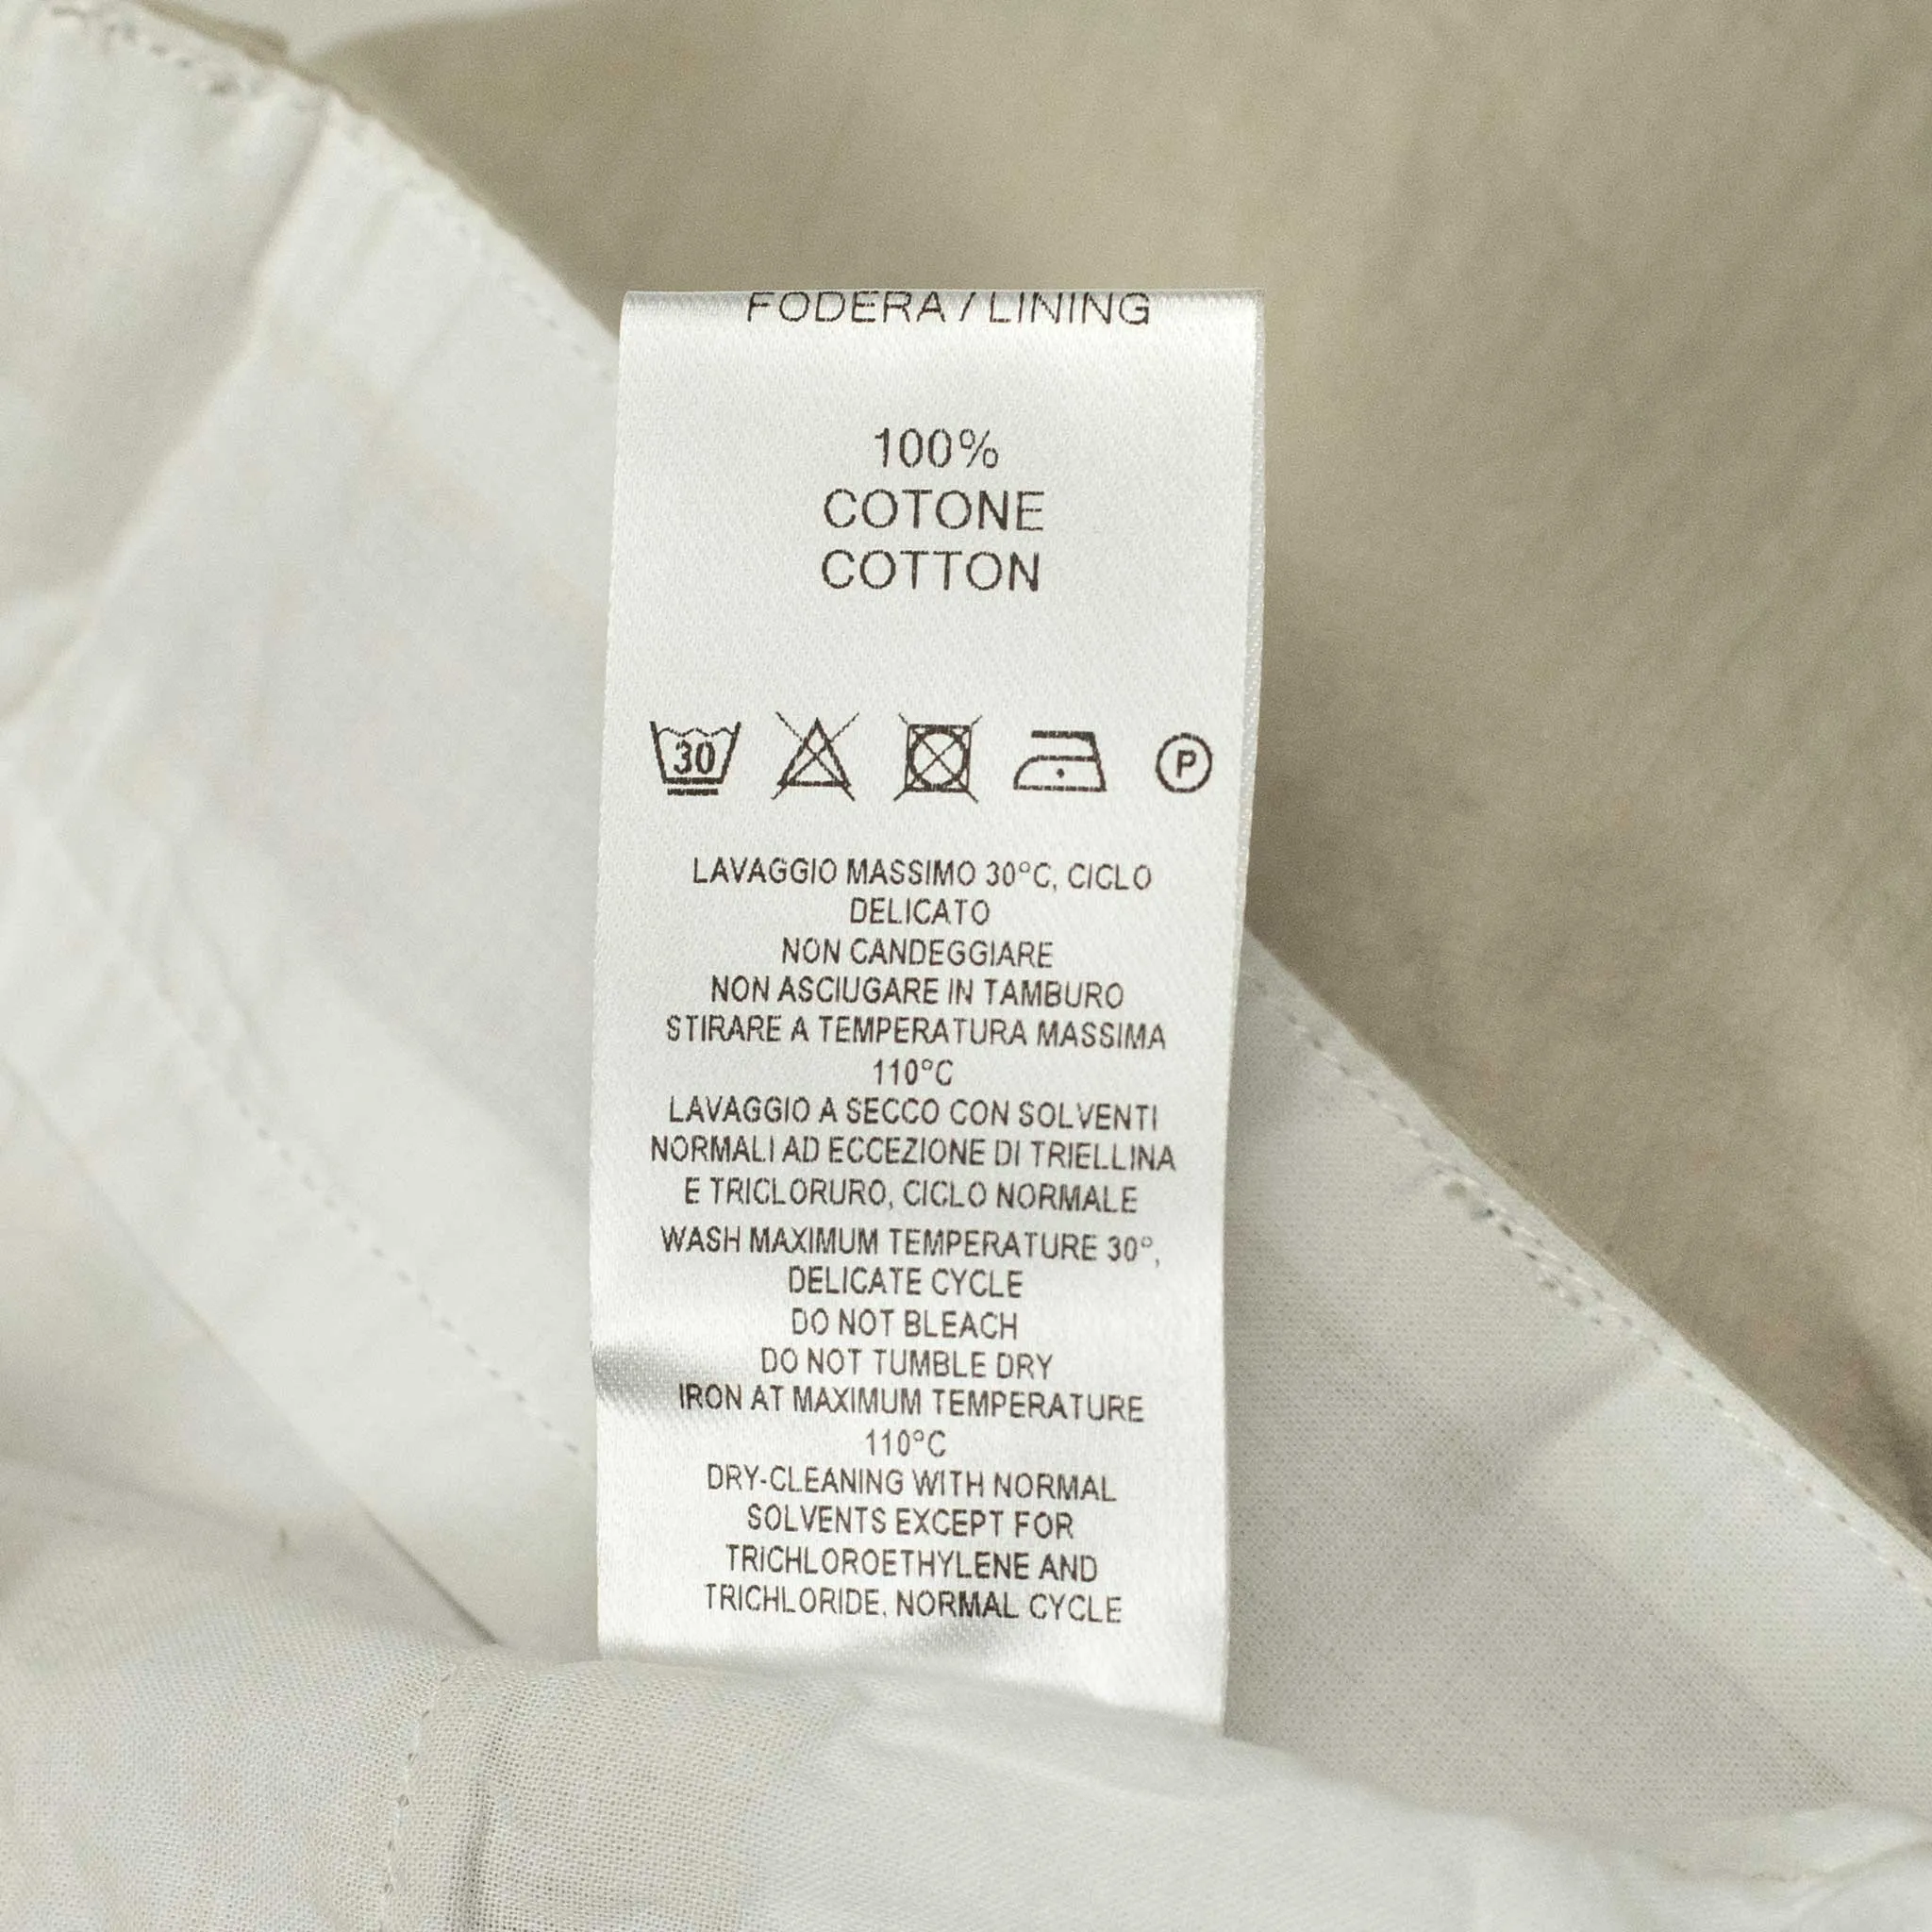 FODERA / LINING
100%
COTONE
COTTON
30
P
LAVAGGIO MASSIMO 30°C, CICLO
DELICATO
NON CANDEGGIARE
NON ASCIUGARE IN TAMBURO
STIRARE A TEMPERATURA MASSIMA
110°C
LAVAGGIO A SECCO CON SOLVENTI
NORMALI AD ECCEZIONE DI TRIELLINA
E TRICLORURO, CICLO NORMALE
WASH MAXIMUM TEMPERATURE 30°,
DELICATE CYCLE
DO NOT BLEACH
DO NOT TUMBLE DRY
IRON AT MAXIMUM TEMPERATURE
110°C
DRY-CLEANING WITH NORMAL
SOLVENTS EXCEPT FOR
TRICHLOROETHYLENE AND
TRICHLORIDE, NORMAL CYCLE